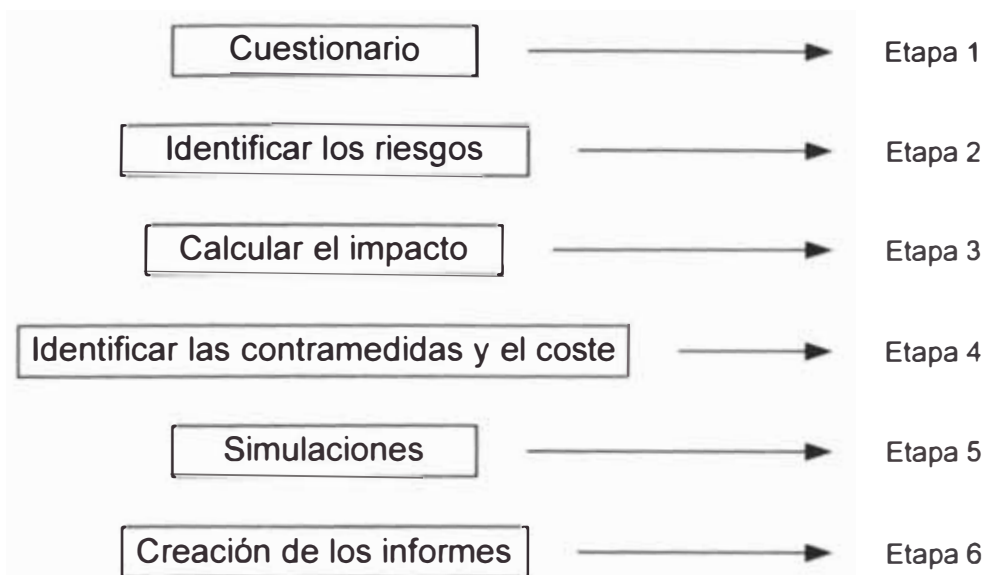 Cuestionario Etapa 1
Identificar los riesgos Etapa 2
Calcular el impacto Etapa 3
Identificar las contramedidas y el coste Etapa 4
Simulaciones Etapa 5
Creación de los informes Etapa 6